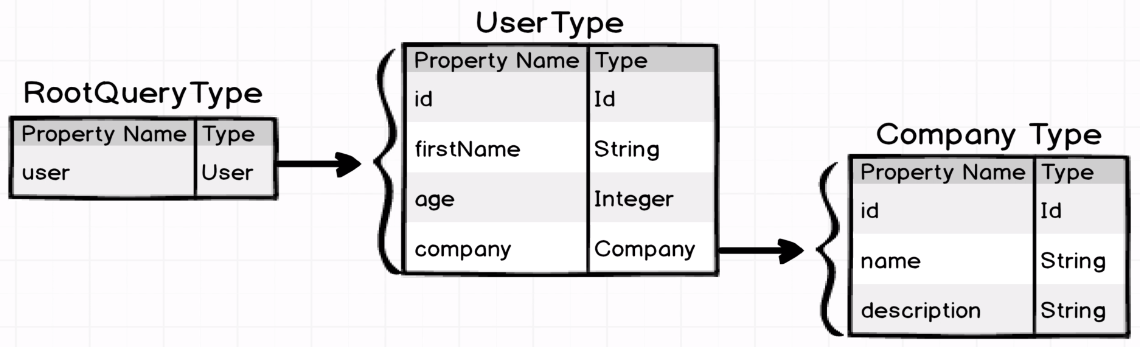 RootQueryType
Property Name Type
user User
UserType
Property Name Type
id Id
firstName String
age Integer
company Company
Company Type
Property Name Type
id Id
name String
description String